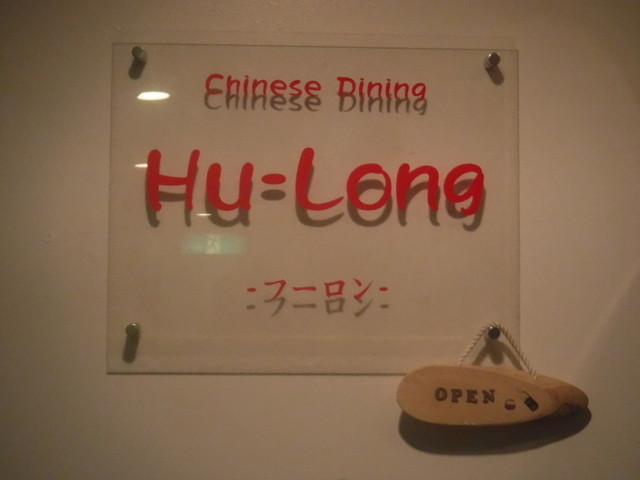 Chinese Dining
Hu=Long
-フーロン-
OPEN